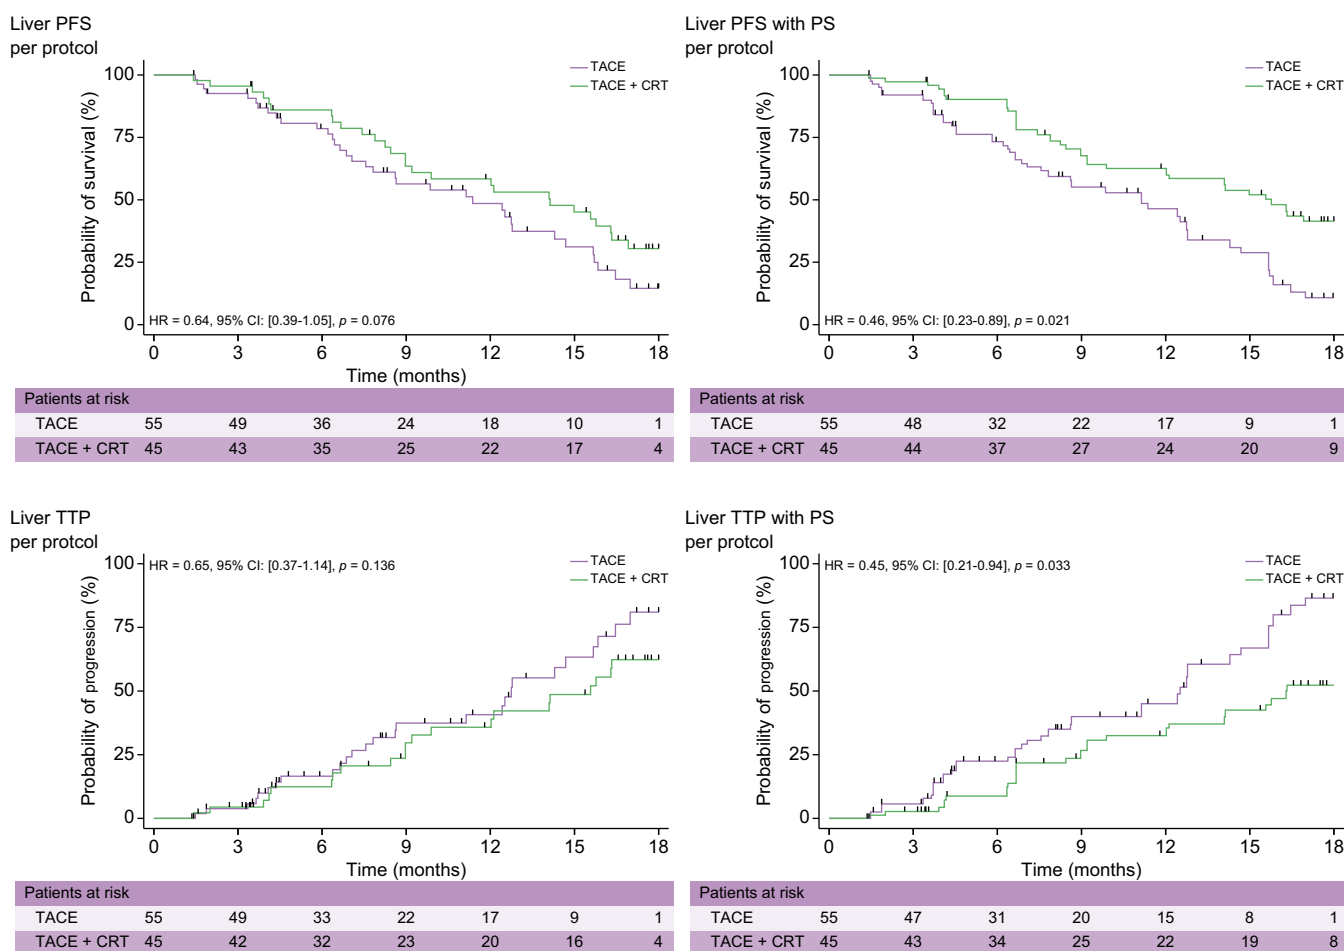 Liver PFS
per protcol
TACE
TACE + CRT
Probability of survival (%)
100
75
50
25
0
HR = 0.64, 95% CI: [0.39-1.05], p = 0.076
0 3 6 9 12 15 18
Time (months)
Patients at risk
TACE 55 49 36 24 18 10 1
TACE + CRT 45 43 35 25 22 17 4
Liver PFS with PS
per protcol
TACE
TACE + CRT
Probability of survival (%)
100
75
50
25
0
HR = 0.46, 95% CI: [0.23-0.89], p = 0.021
0 3 6 9 12 15 18
Patients at risk
TACE 55 48 32 22 17 9 1
TACE + CRT 45 44 37 27 24 20 9
Liver TTP
per protcol
HR = 0.65, 95% CI: [0.37-1.14], p = 0.136
TACE
TACE + CRT
Probability of progression (%)
100
75
50
25
0
0 3 6 9 12 15 18
Time (months)
Patients at risk
TACE 55 49 33 22 17 9 1
TACE + CRT 45 42 32 23 20 16 4
Liver TTP with PS
per protcol
HR = 0.45, 95% CI: [0.21-0.94], p = 0.033
TACE
TACE + CRT
Probability of progression (%)
100
75
50
25
0
0 3 6 9 12 15 18
Time (months)
Patients at risk
TACE 55 47 31 20 15 8 1
TACE + CRT 45 43 34 25 22 19 8